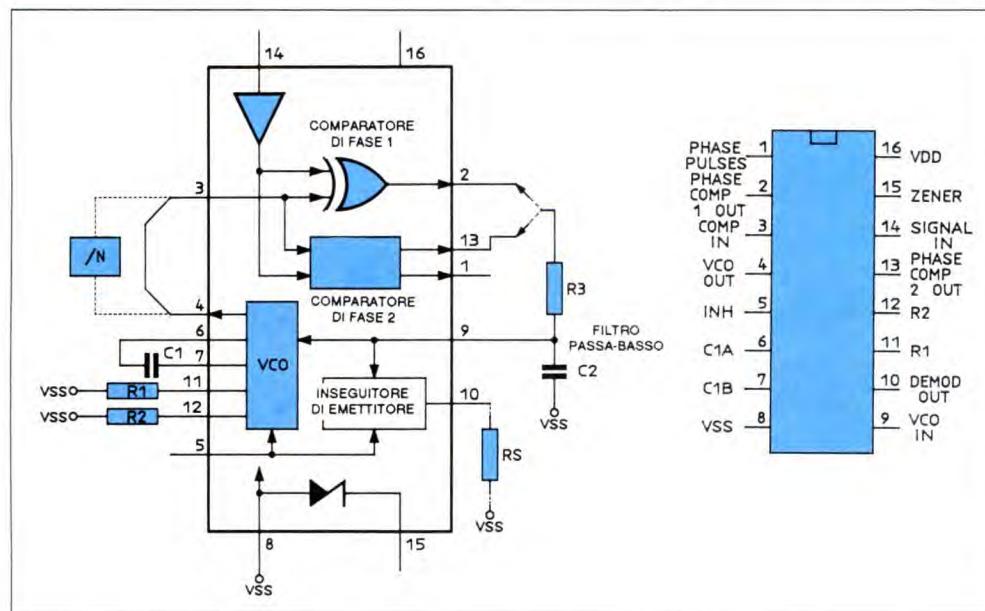 14
16
COMPARATORE
DI FASE 1
3
2
/N
13
1
COMPARATORE
DI FASE 2
4
6
C1
7
VCO
9
R3
FILTRO
PASSA-BASSO
C2
VSS
VSS
R1
11
VSS
R2
12
INSEGUITORE
DI EMETTITORE
10
5
RS
VSS
8
15
VSS
PHASE
PULSES
1
16
VDD
PHASE
COMP
1 OUT
2
15
ZENER
COMP
IN
3
14
SIGNAL
IN
VCO
OUT
4
13
PHASE
COMP
2 OUT
INH
5
12
R2
C1A
6
11
R1
C1B
7
10
DEMOD
OUT
VSS
8
9
VCO
IN